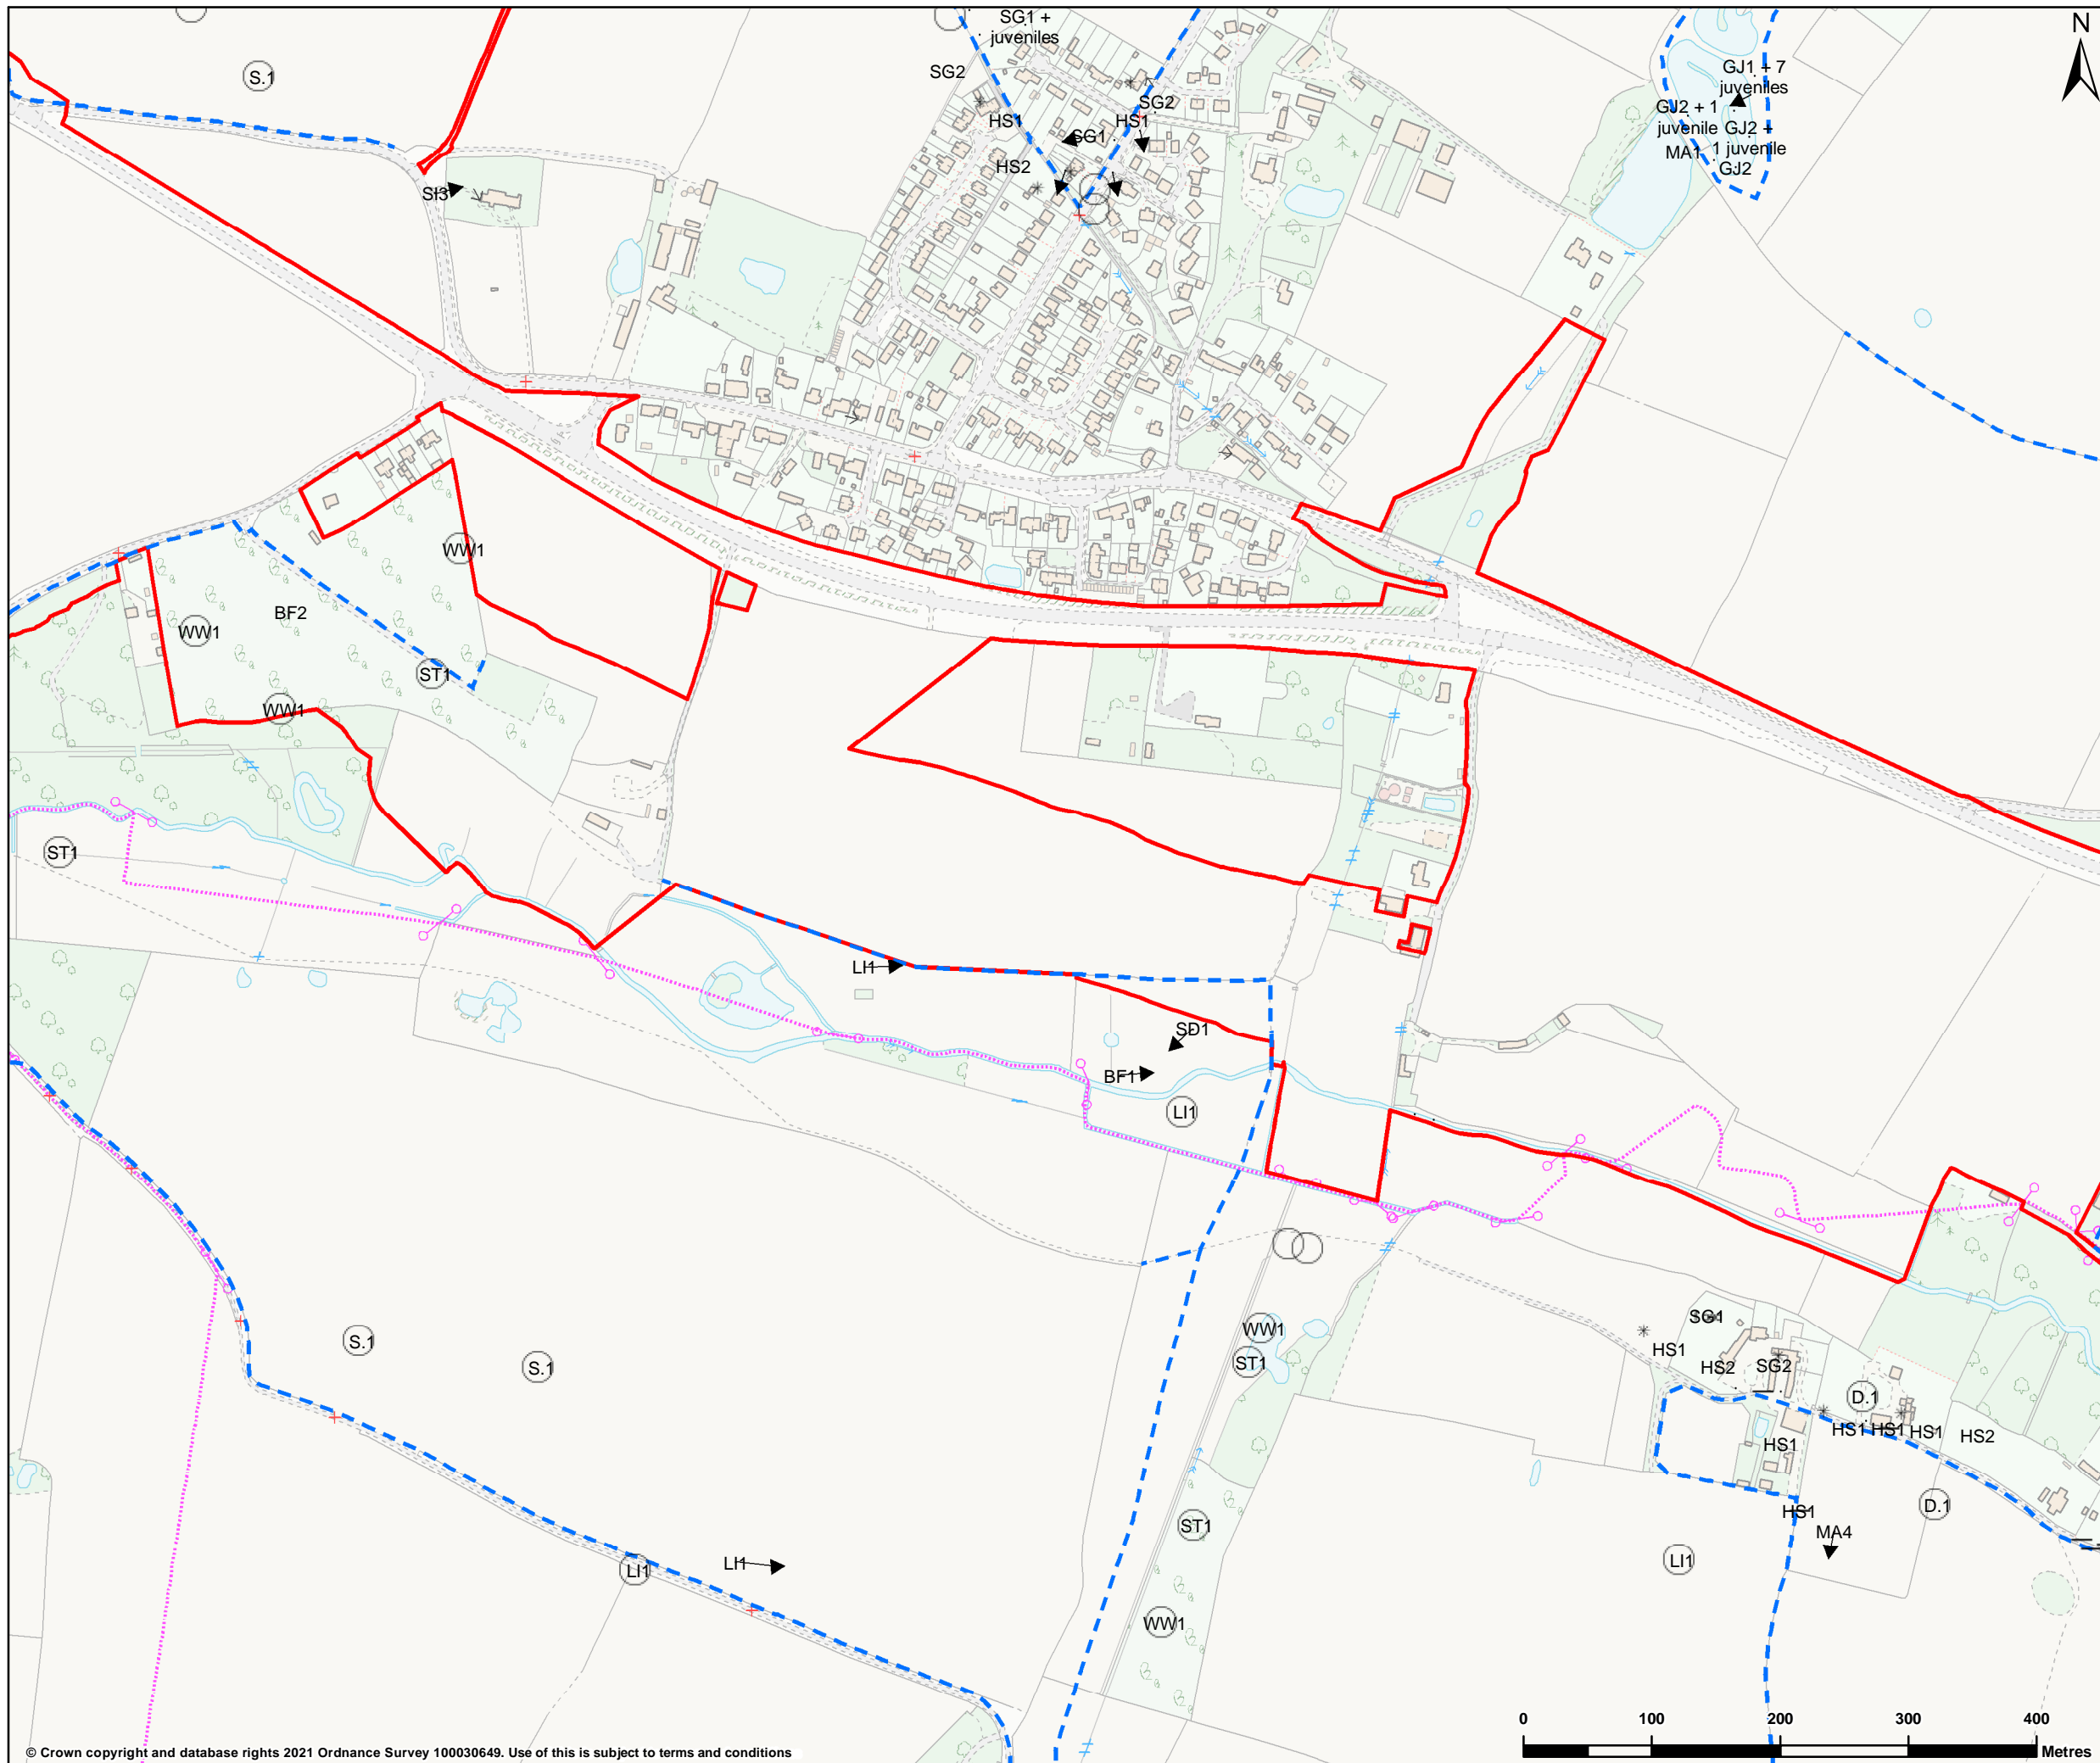 N
SG1 +
juveniles
SG2
S.1
SG2
HS1
HS1
SG1
HS2
GJ1 + 7
juveniles
GJ2 + 1
juvenile
GJ2 +
1 juvenile
MA1
GJ2
SI3
WW1
BF2
WW1
ST1
WW1
ST1
LI1
SD1
BF1
LI1
WW1
ST1
S.1
S.1
SG1
HS1
HS2
SG2
D.1
HS1
HS1
HS1
HS2
HS1
D.1
HS1
MA4
ST1
LI1
LI1
LI1
WW1
0 100 200 300 400
Metres
© Crown copyright and database rights 2021 Ordnance Survey 100030649. Use of this is subject to terms and conditions